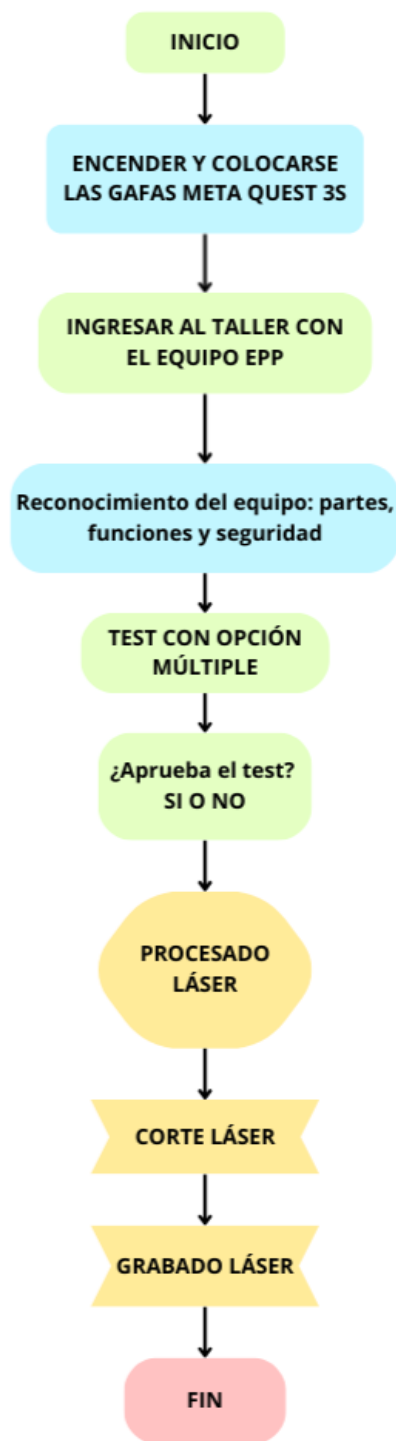 INICIO
ENCENDER Y COLOCARSE
LAS GAFAS META QUEST 3S
INGRESAR AL TALLER CON
EL EQUIPO EPP
Reconocimiento del equipo: partes,
funciones y seguridad
TEST CON OPCIÓN
MÚLTIPLE
¿Aprueba el test?
SI O NO
PROCESADO
LÁSER
CORTE LÁSER
GRABADO LÁSER
FIN